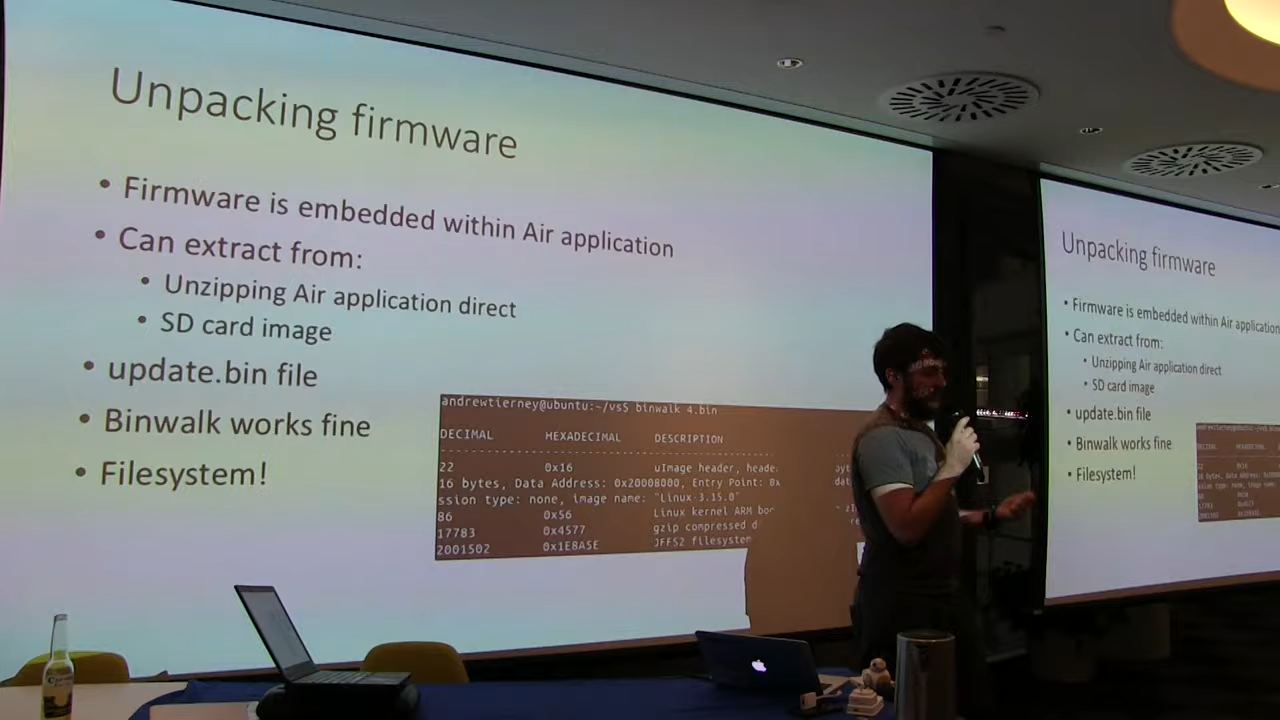 Unpacking firmware
• Firmware is embedded within Air application
• Can extract from:
• Unzipping Air application direct
• SD card image
• update.bin file
• Binwalk works fine
• Filesystem!
andrewtierney@ubuntu:~/vsS binwalk 4.bin
DECIMAL HEXADECIMAL DESCRIPTION
22 0x16 uImage header, heade
16 bytes, Data Address: 0x20008000, Entry Point: 0x
ssion type: none, image name: "Linux-3.15.0"
86 0x56 Linux kernel ARM boo
17783 0x4577 gzip compressed d
2001502 0x1E8A5E JFFS2 filesystem
Unpacking firmware
• Firmware is embedded within Air application
• Can extract from:
• Unzipping Air application direct
• SD card image
• update.bin file
• Binwalk works fine
• Filesystem!